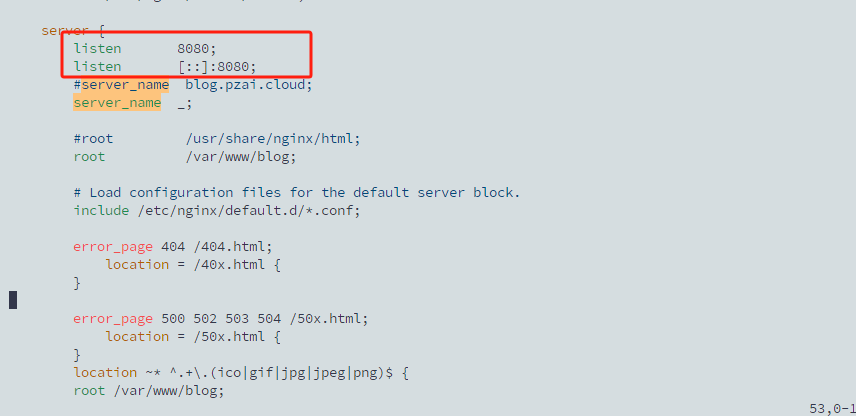 server {
listen 8080;
listen [::]:8080;
#server_name blog.pzai.cloud;
server_name _;
#root /usr/share/nginx/html;
root /var/www/blog;
# Load configuration files for the default server block.
include /etc/nginx/default.d/*.conf;
error_page 404 /404.html;
location = /40x.html {
}
error_page 500 502 503 504 /50x.html;
location = /50x.html {
}
location ~* ^.+\.(ico|gif|jpg|jpeg|png)$ {
root /var/www/blog;
53,0-1